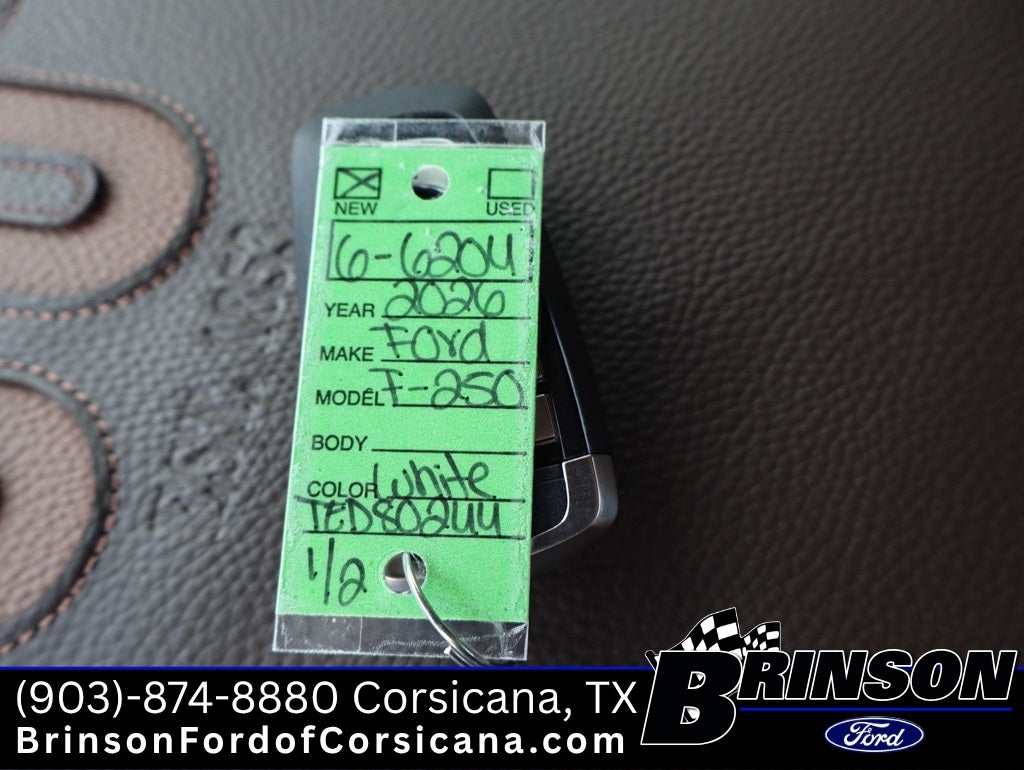 NEW USED
6-6204
YEAR 2026
MAKE Ford
MODEL F-250
BODY
COLOR White
TED80244
1/2
BRINSON
Ford
(903)-874-8880 Corsicana, TX
BrinsonFordofCorsicana.com